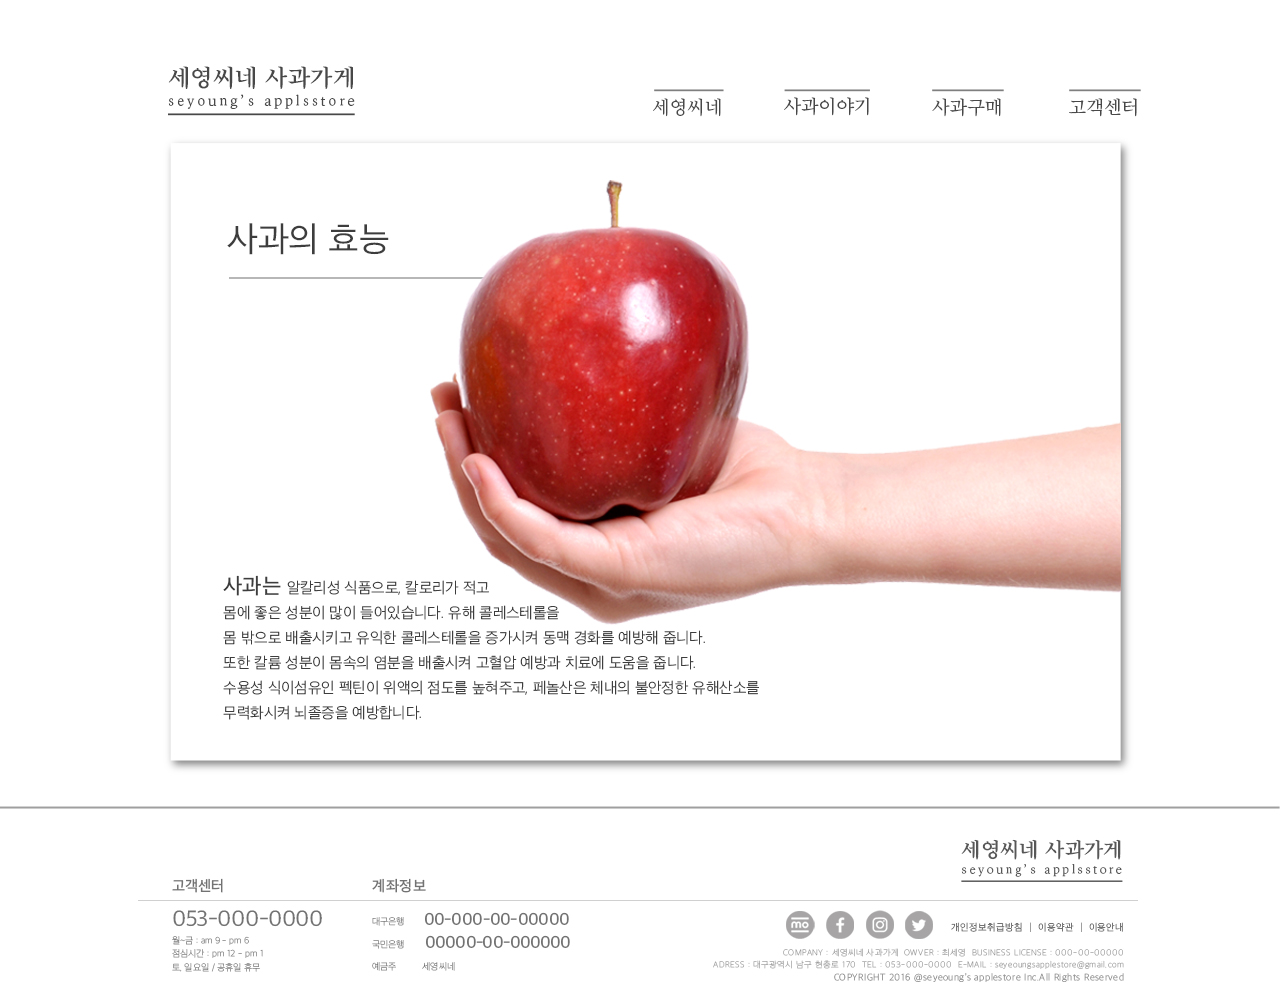 세영씨네 사과가게
seyoung's applsstore
세영씨네 사과이야기 사과구매 고객센터
사과의 효능
사과는 알칼리성 식품으로, 칼로리가 적고
몸에 좋은 성분이 많이 들어있습니다. 유해 콜레스테롤을
몸 밖으로 배출시키고 유익한 콜레스테롤을 증가시켜 동맥 경화를 예방해 줍니다.
또한 칼륨 성분이 몸속의 염분을 배출시켜 고혈압 예방과 치료에 도움을 줍니다.
수용성 식이섬유인 펙틴이 위액의 점도를 높혀주고, 페놀산은 체내의 불안정한 유해산소를
무력화시켜 뇌졸증을 예방합니다.
세영씨네 사과가게
seyoung's applsstore
고객센터
053-000-0000
월-금 : am 9 - pm 6
점심시간 : pm 12 - pm 1
토, 일요일 / 공휴일 휴무
계좌정보
대구은행 00-000-00-00000
국민은행 00000-00-000000
예금주 세영씨네
mo
개인정보취급방침 | 이용약관 | 이용안내
COMPANY : 세영씨네 사과가게 OWVER : 최세영 BUSINESS LICENSE : 000-00-00000
ADRESS : 대구광역시 남구 현충로 170 TEL : 053-000-0000 E-MAIL : seyeoungsapplestore@gmail.com
COPYRIGHT 2016 @seyeoung's applestore Inc.All Rights Reserved